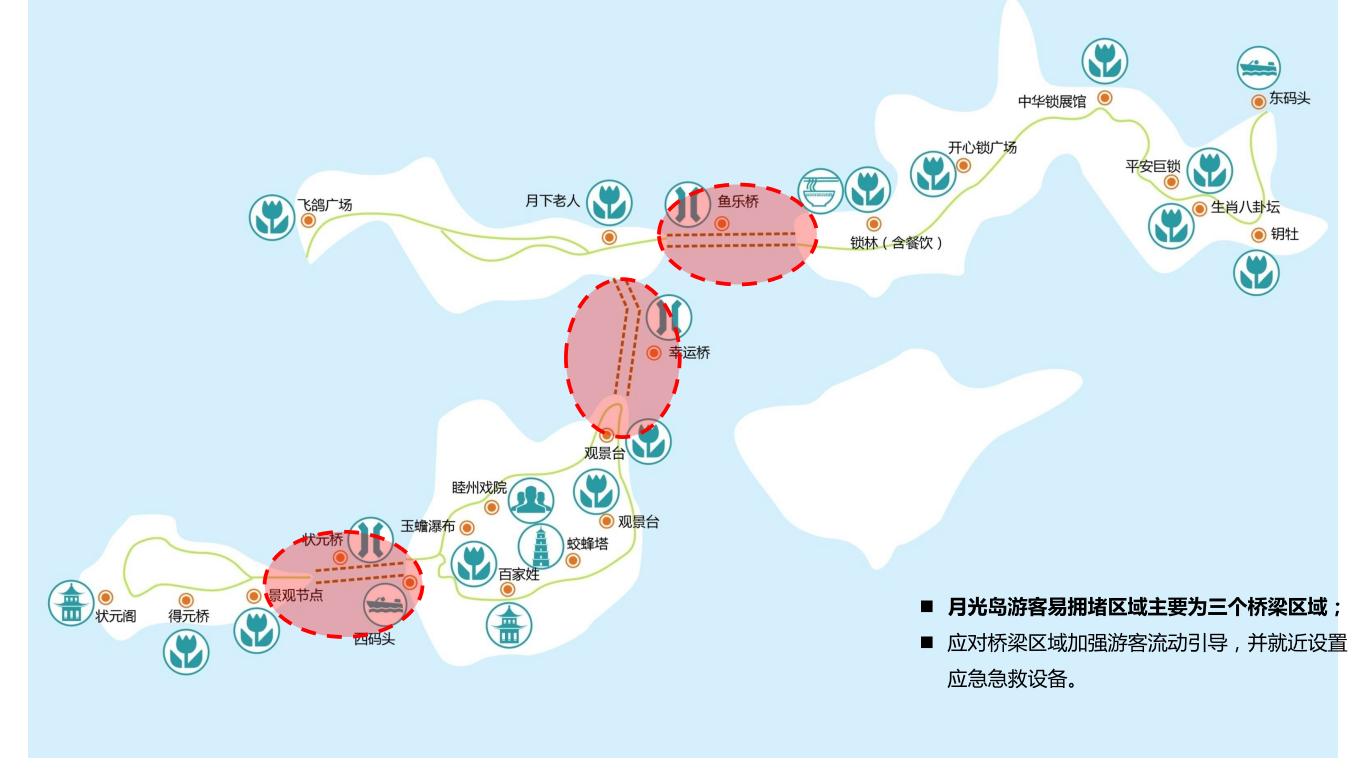 中华锁展馆
东码头
开心锁广场
平安巨锁
月下老人
鱼乐桥
飞鸽广场
生肖八卦坛
锁林（含餐饮）
钥牡
幸运桥
观景台
睦州戏院
观景台
玉蟾瀑布
状元桥
蛟蜂塔
百家姓
景观节点
状元阁
得元桥
西码头
■ 月光岛游客易拥堵区域主要为三个桥梁区域；
■ 应对桥梁区域加强游客流动引导，并就近设置
应急急救设备。